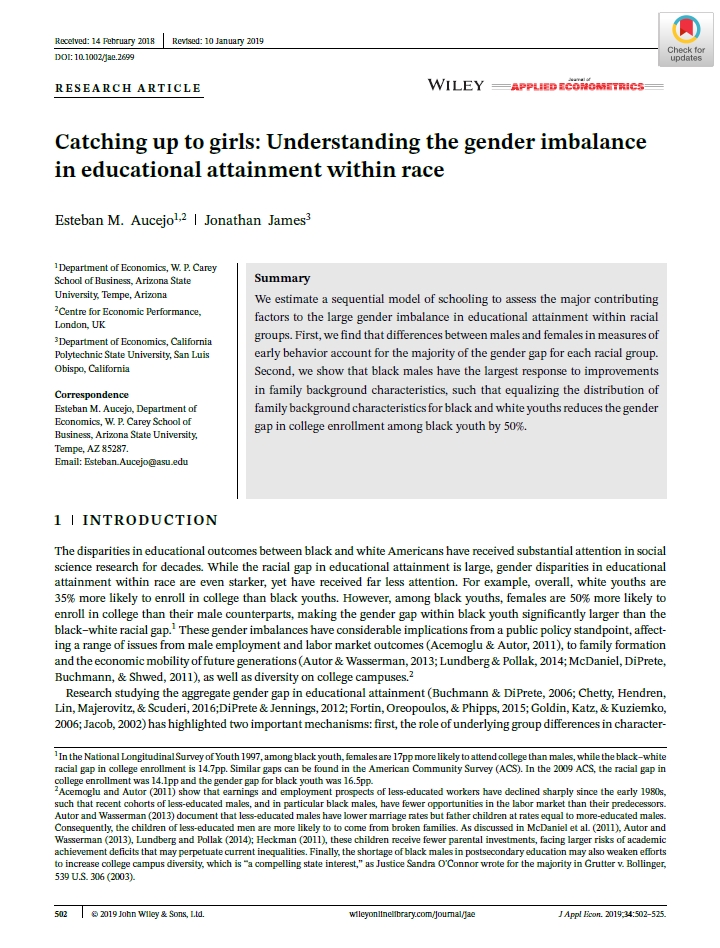 Received: 14 February 2018 | Revised: 10 January 2019
DOI: 10.1002/jae.2699
Check for
updates
RESEARCH ARTICLE
WILEY
Journal of
APPLIED ECONOMETRICS
Catching up to girls: Understanding the gender imbalance
in educational attainment within race
Esteban M. Aucejo1,2 | Jonathan James3
1Department of Economics, W. P. Carey
School of Business, Arizona State
University, Tempe, Arizona
2Centre for Economic Performance,
London, UK
3Department of Economics, California
Polytechnic State University, San Luis
Obispo, California
Correspondence
Esteban M. Aucejo, Department of
Economics, W. P. Carey School of
Business, Arizona State University,
Tempe, AZ 85287.
Email: Esteban.Aucejo@asu.edu
Summary
We estimate a sequential model of schooling to assess the major contributing
factors to the large gender imbalance in educational attainment within racial
groups. First, we find that differences between males and females in measures of
early behavior account for the majority of the gender gap for each racial group.
Second, we show that black males have the largest response to improvements
in family background characteristics, such that equalizing the distribution of
family background characteristics for black and white youths reduces the gender
gap in college enrollment among black youth by 50%.
1 | INTRODUCTION
The disparities in educational outcomes between black and white Americans have received substantial attention in social
science research for decades. While the racial gap in educational attainment is large, gender disparities in educational
attainment within race are even starker, yet have received far less attention. For example, overall, white youths are
35% more likely to enroll in college than black youths. However, among black youths, females are 50% more likely to
enroll in college than their male counterparts, making the gender gap within black youth significantly larger than the
black–white racial gap.1 These gender imbalances have considerable implications from a public policy standpoint, affect-
ing a range of issues from male employment and labor market outcomes (Acemoglu & Autor, 2011), to family formation
and the economic mobility of future generations (Autor & Wasserman, 2013; Lundberg & Pollak, 2014; McDaniel, DiPrete,
Buchmann, & Shwed, 2011), as well as diversity on college campuses.2
Research studying the aggregate gender gap in educational attainment (Buchmann & DiPrete, 2006; Chetty, Hendren,
Lin, Majerovitz, & Scuderi, 2016;DiPrete & Jennings, 2012; Fortin, Oreopoulos, & Phipps, 2015; Goldin, Katz, & Kuziemko,
2006; Jacob, 2002) has highlighted two important mechanisms: first, the role of underlying group differences in character-
1In the National Longitudinal Survey of Youth 1997, among black youth, females are 17pp more likely to attend college than males, while the black–white
racial gap in college enrollment is 14.7pp. Similar gaps can be found in the American Community Survey (ACS). In the 2009 ACS, the racial gap in
college enrollment was 14.1pp and the gender gap for black youth was 16.5pp.
2Acemoglu and Autor (2011) show that earnings and employment prospects of less-educated workers have declined sharply since the early 1980s,
such that recent cohorts of less-educated males, and in particular black males, have fewer opportunities in the labor market than their predecessors.
Autor and Wasserman (2013) document that less-educated males have lower marriage rates but father children at rates equal to more-educated males.
Consequently, the children of less-educated men are more likely to to come from broken families. As discussed in McDaniel et al. (2011), Autor and
Wasserman (2013), Lundberg and Pollak (2014); Heckman (2011), these children receive fewer parental investments, facing larger risks of academic
achievement deficits that may perpetuate current inequalities. Finally, the shortage of black males in postsecondary education may also weaken efforts
to increase college campus diversity, which is “a compelling state interest,” as Justice Sandra O'Connor wrote for the majority in Grutter v. Bollinger,
539 U.S. 306 (2003).
502 | © 2019 John Wiley & Sons, Ltd. wileyonlinelibrary.com/journal/jae J Appl Econ. 2019;34:502–525.